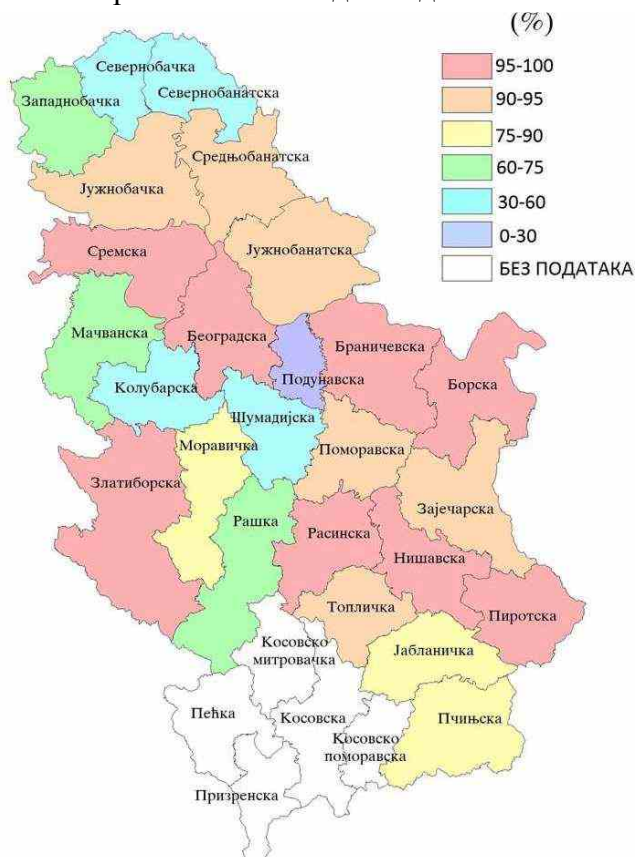 (%)
95-100
90-95
75-90
60-75
30-60
0-30
БЕЗ ПОДАТАКА
Севернобачка
Западнобачка
Севернобанатска
Средњобанатска
Јужнобачка
Јужнобанатска
Сремска
Мачванска
Београдска
Браничевска
Подунавска
Борска
Колубарска
Шумадијска
Моравичка
Поморавска
Златиборска
Зајечарска
Рашка
Расинска
Нишавска
Топличка
Пиротска
Јабланичка
Косовско
митровачка
Пећка
Косовска
Пчињска
Косовско
поморавска
Призренска